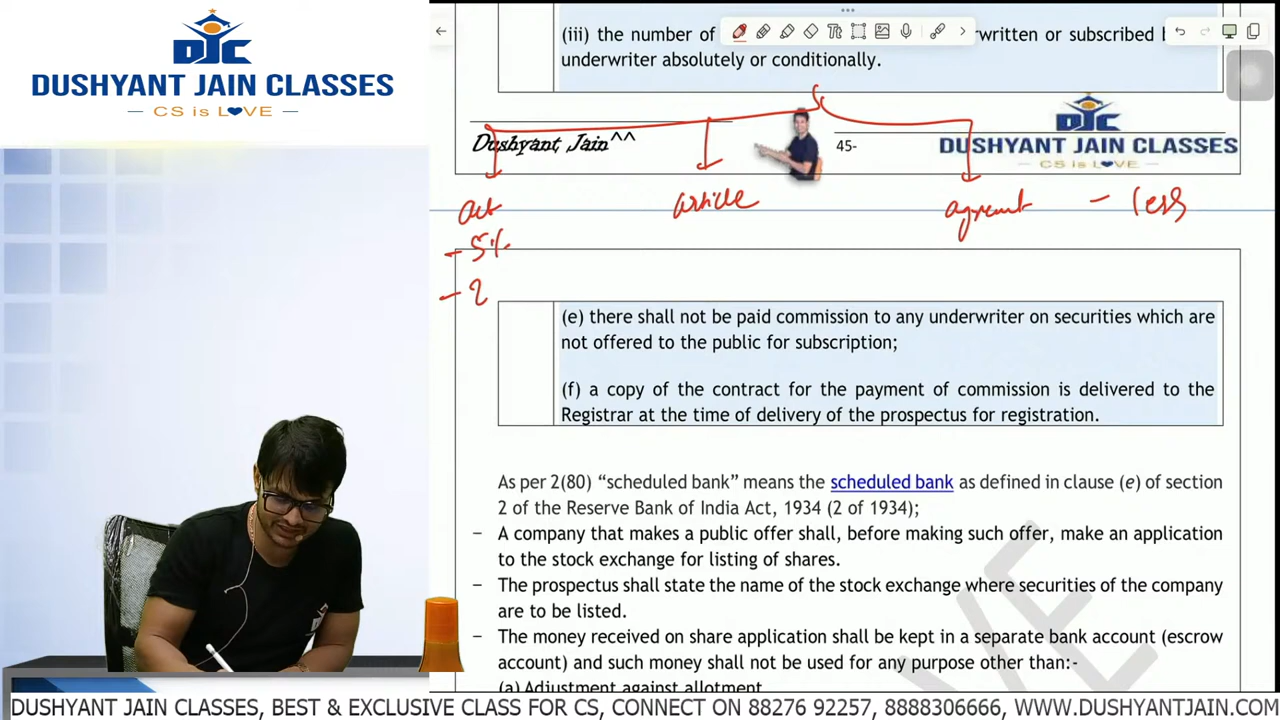 DJC
DUSHYANT JAIN CLASSES
CS is LOVE
(iii) the number of
rwritten or subscribed
underwriter absolutely or conditionally.
Dushyant Jain^^
45-
DJC
DUSHYANT JAIN CLASSES
CS is LOVE
act
article
agreement - less
- 5%
- 2
(e) there shall not be paid commission to any underwriter on securities which are
not offered to the public for subscription;
(f) a copy of the contract for the payment of commission is delivered to the
Registrar at the time of delivery of the prospectus for registration.
As per 2(80) “scheduled bank” means the scheduled bank as defined in clause (e) of section
2 of the Reserve Bank of India Act, 1934 (2 of 1934);
- A company that makes a public offer shall, before making such offer, make an application
to the stock exchange for listing of shares.
- The prospectus shall state the name of the stock exchange where securities of the company
are to be listed.
- The money received on share application shall be kept in a separate bank account (escrow
account) and such money shall not be used for any purpose other than:-
(a) Adjustment against allotment
DUSHYANT JAIN CLASSES, BEST & EXCLUSIVE CLASS FOR CS, CONNECT ON 88276 92257, 8888306666, WWW.DUSHYANTJAIN.COM